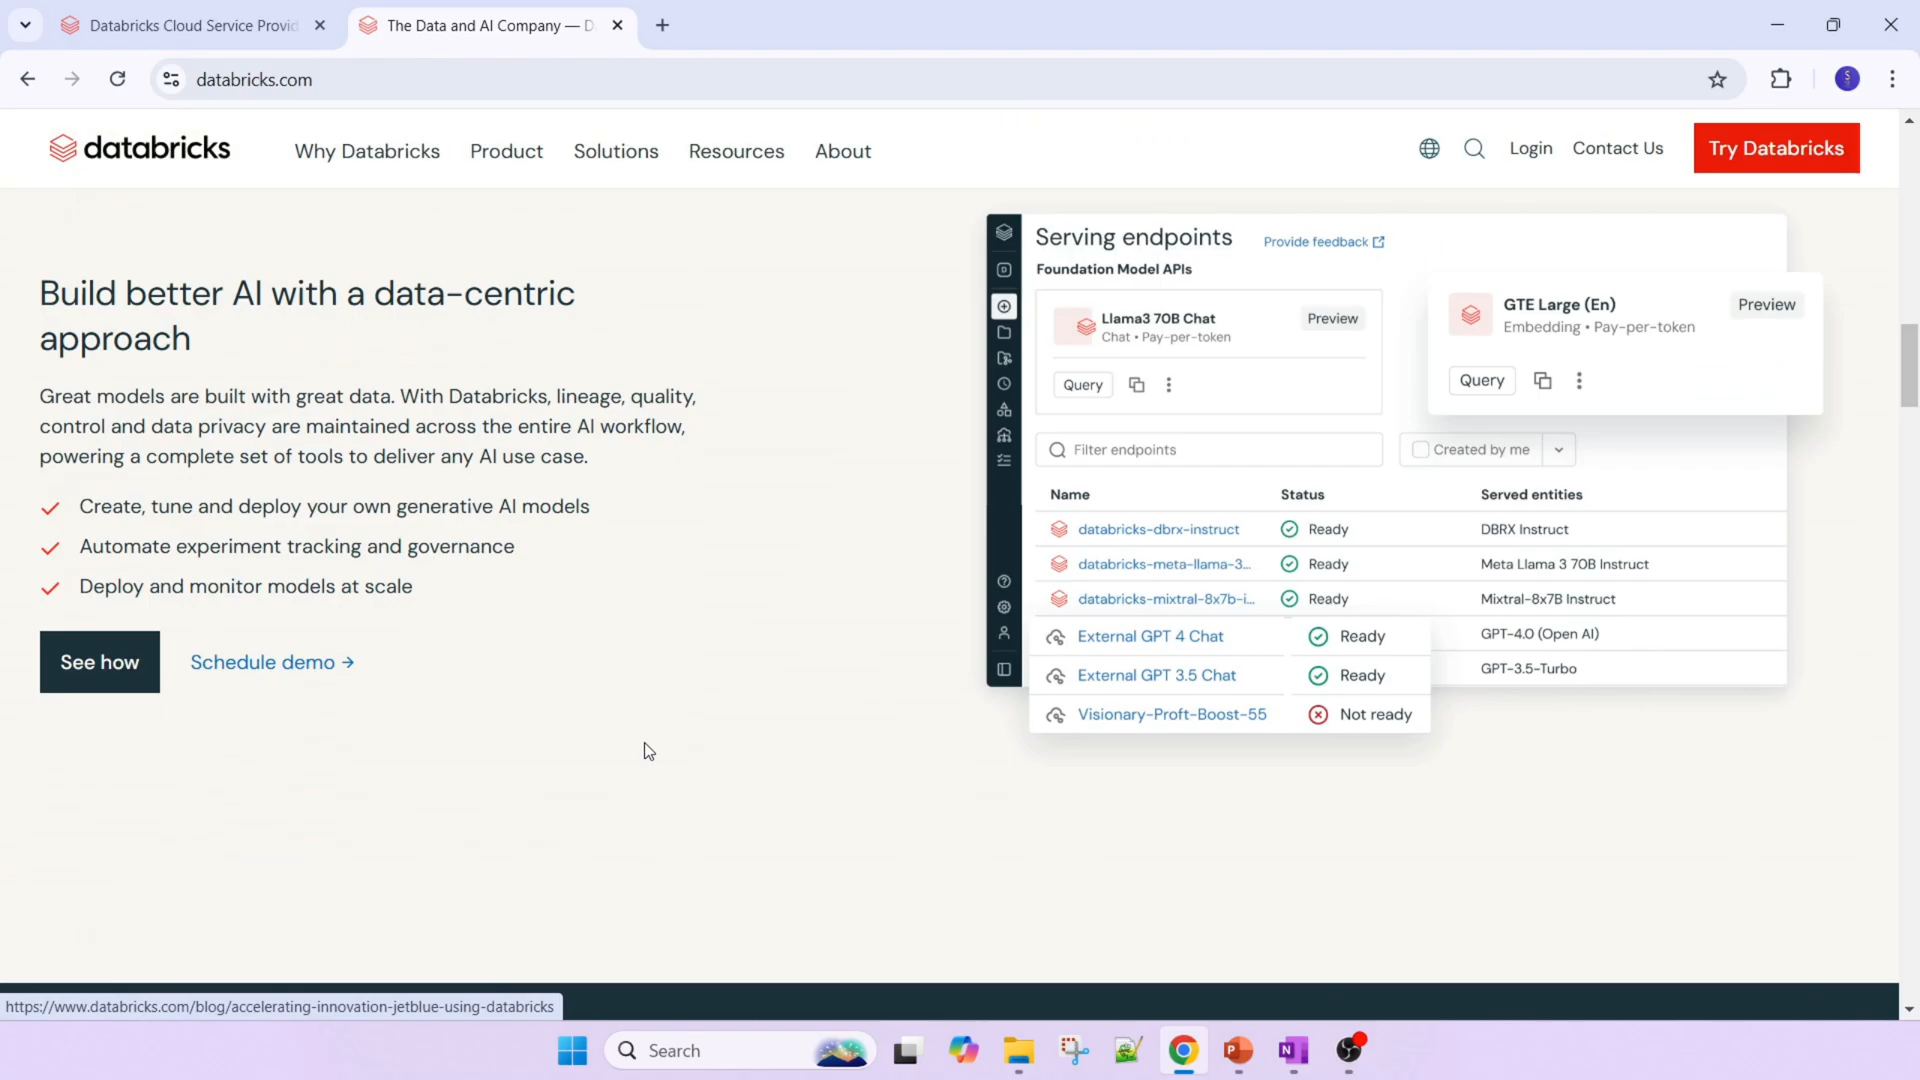 Databricks Cloud Service Provid
The Data and AI Company — D
databricks.com
S
databricks
Why Databricks
Product
Solutions
Resources
About
Login
Contact Us
Try Databricks
Build better AI with a data-centric
approach
Great models are built with great data. With Databricks, lineage, quality,
control and data privacy are maintained across the entire AI workflow,
powering a complete set of tools to deliver any AI use case.
Create, tune and deploy your own generative AI models
Automate experiment tracking and governance
Deploy and monitor models at scale
See how
Schedule demo →
Serving endpoints
Provide feedback
Foundation Model APIs
Llama3 70B Chat
Chat • Pay-per-token
Preview
Query
GTE Large (En)
Embedding • Pay-per-token
Preview
Query
Filter endpoints
Created by me
Name Status Served entities
databricks-dbrx-instruct Ready DBRX Instruct
databricks-meta-llama-3... Ready Meta Llama 3 70B Instruct
databricks-mixtral-8x7b-i... Ready Mixtral-8x7B Instruct
External GPT 4 Chat Ready GPT-4.0 (Open AI)
External GPT 3.5 Chat Ready GPT-3.5-Turbo
Visionary-Proft-Boost-55 Not ready
https://www.databricks.com/blog/accelerating-innovation-jetblue-using-databricks
Search